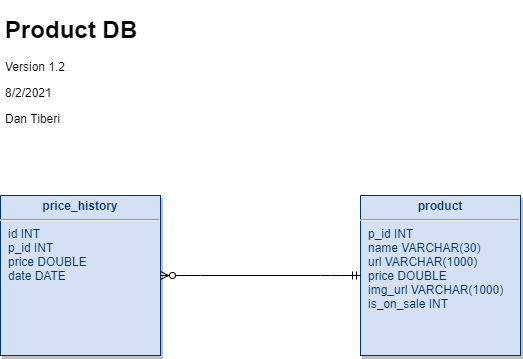 Product DB
Version 1.2
8/2/2021
Dan Tiberi
price_history
id INT
p_id INT
price DOUBLE
date DATE
product
p_id INT
name VARCHAR(30)
url VARCHAR(1000)
price DOUBLE
img_url VARCHAR(1000)
is_on_sale INT